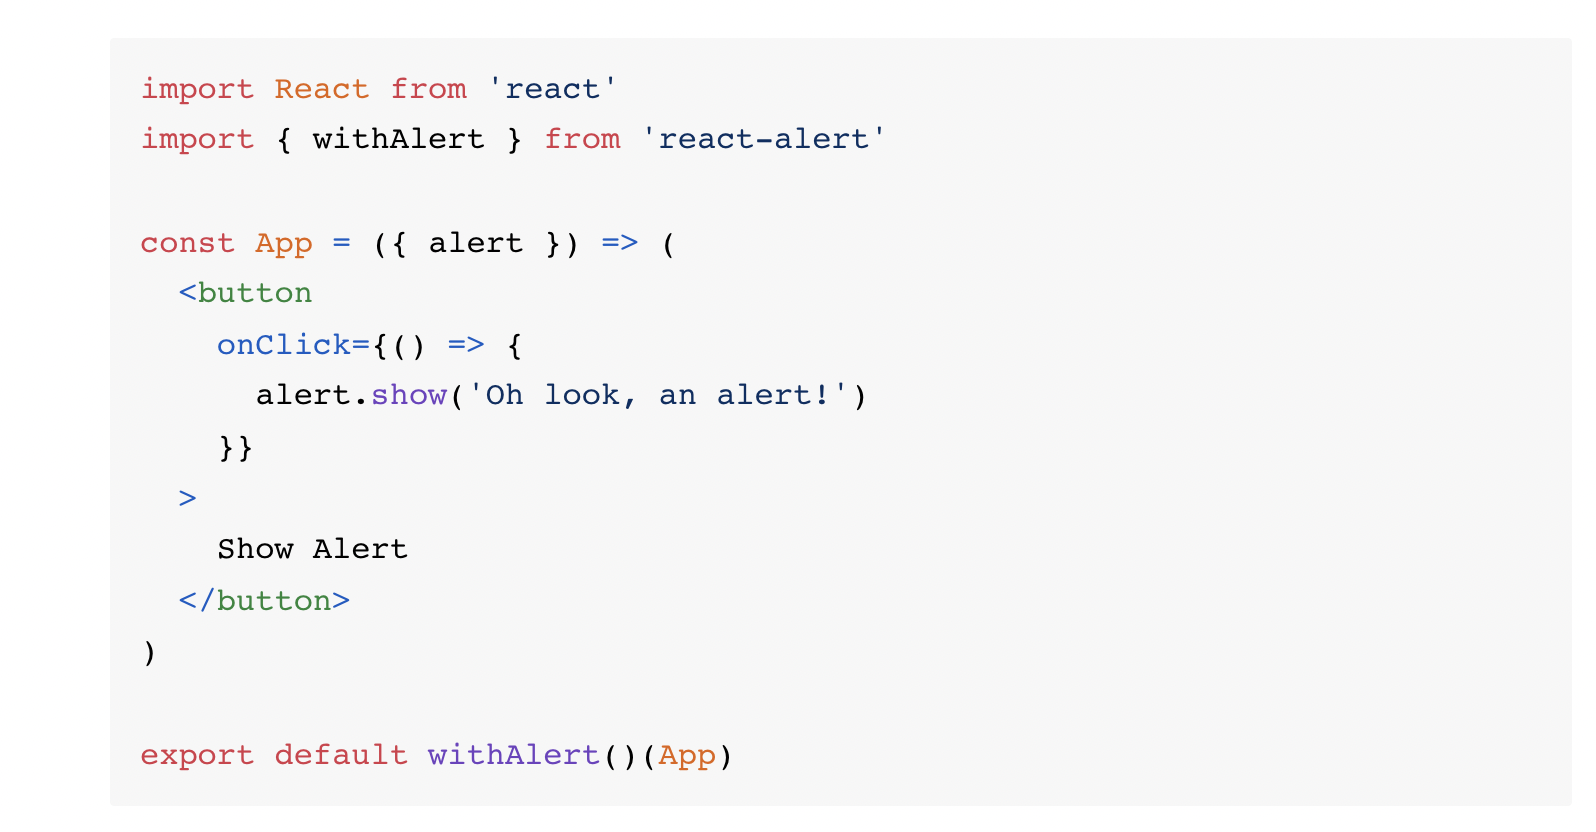 import React from 'react'
import { withAlert } from 'react-alert'

const App = ({ alert }) => (
  <button
    onClick={() => {
      alert.show('Oh look, an alert!')
    }}
  >
    Show Alert
  </button>
)

export default withAlert()(App)